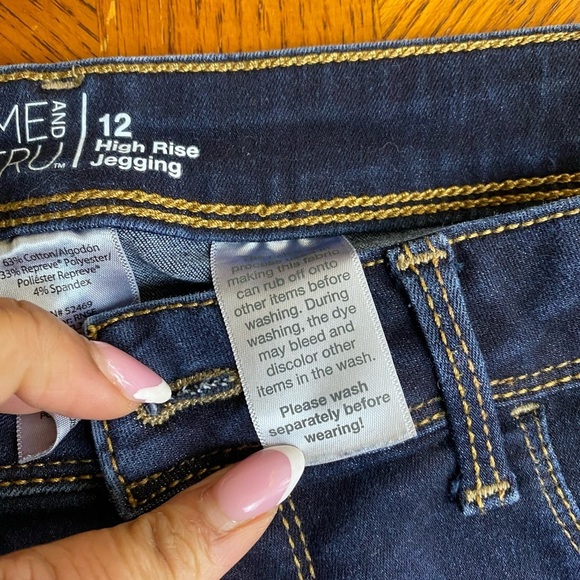 ME AND
TRU™
12
High Rise
Jegging
63% Cotton/Algodón
33% Repreve® Polyester/
Poliéster Repreve®
4% Spandex
N# 52469
making this fabric
can rub off onto
other items before
washing. During
washing, the dye
may bleed and
discolor other
items in the wash.
Please wash
separately before
wearing!